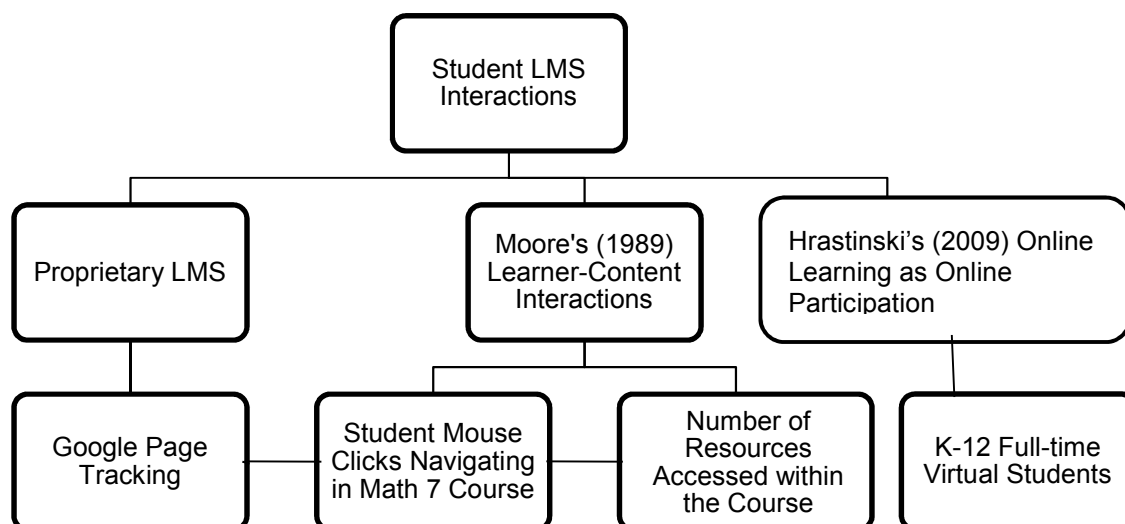 Student LMS
Interactions
Proprietary LMS
Moore's (1989)
Learner-Content
Interactions
Hrastinski’s (2009) Online
Learning as Online
Participation
Google Page
Tracking
Student Mouse
Clicks Navigating
in Math 7 Course
Number of
Resources
Accessed within
the Course
K-12 Full-time
Virtual Students